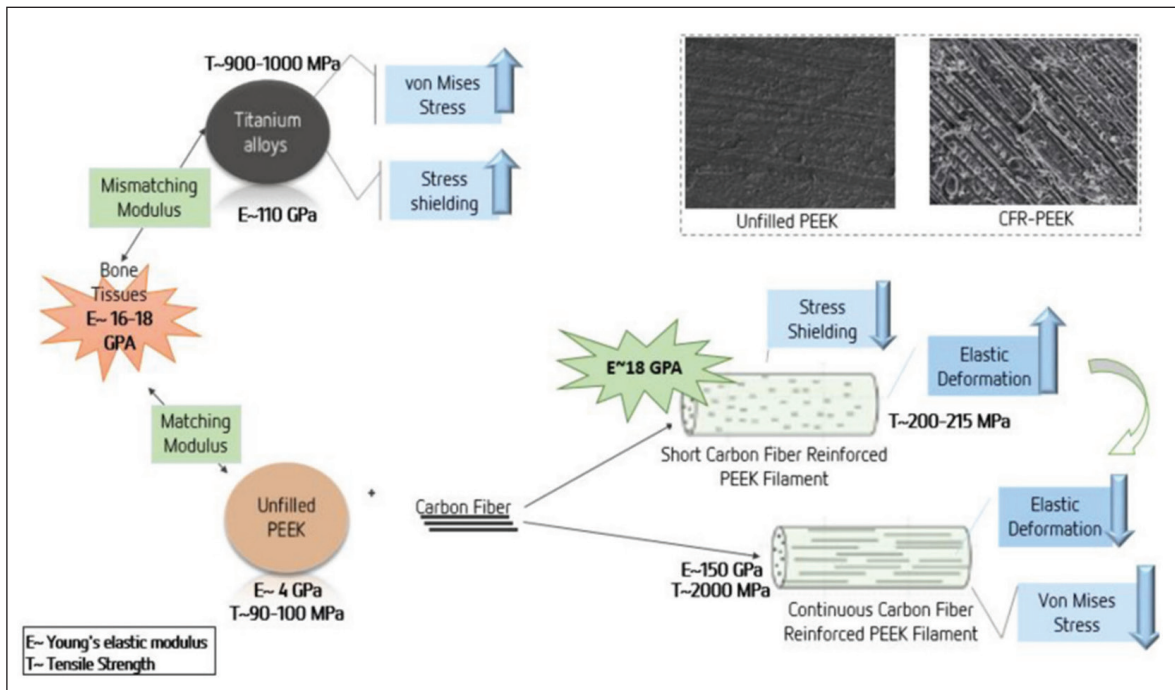 T~900-1000 MPa
Titanium
alloys
E~110 GPa
von Mises
Stress
Stress
shielding
Mismatching
Modulus
Bone
Tissues
E~ 16-18
GPA
Matching
Modulus
Unfilled
PEEK
E~ 4 GPa
T~90-100 MPa
+
Carbon Fiber
Unfilled PEEK
CFR-PEEK
Stress
Shielding
E~18 GPA
Elastic
Deformation
T~200-215 MPa
Short Carbon Fiber Reinforced
PEEK Filament
Elastic
Deformation
E~150 GPa
T~2000 MPa
Continuous Carbon Fiber
Reinforced PEEK Filament
Von Mises
Stress
E~ Young's elastic modulus
T~ Tensile Strength